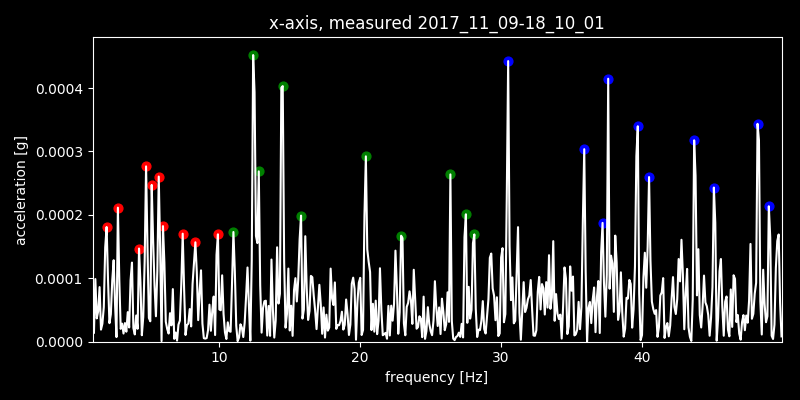 x-axis, measured 2017_11_09-18_10_01
acceleration [g]
0.0004
0.0003
0.0002
0.0001
0.0000
10 20 30 40
frequency [Hz]